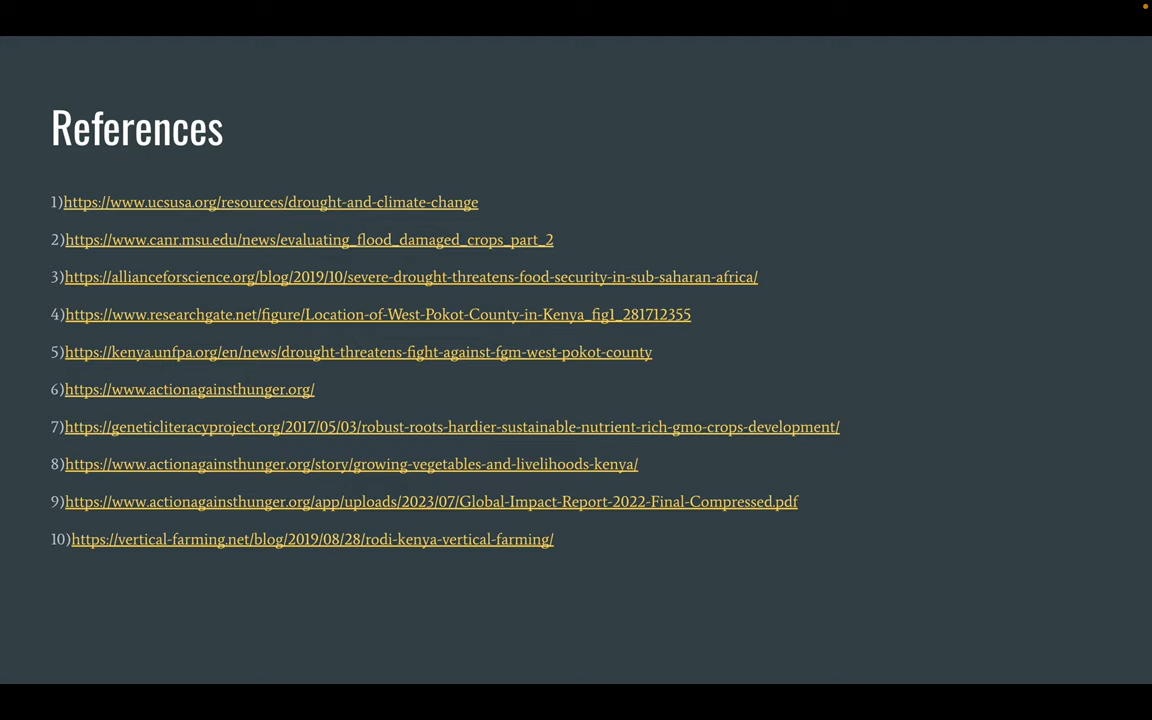 References
1)https://www.ucsusa.org/resources/drought-and-climate-change
2)https://www.canr.msu.edu/news/evaluating_flood_damaged_crops_part_2
3)https://allianceforscience.org/blog/2019/10/severe-drought-threatens-food-security-in-sub-saharan-africa/
4)https://www.researchgate.net/figure/Location-of-West-Pokot-County-in-Kenya_fig1_281712355
5)https://kenya.unfpa.org/en/news/drought-threatens-fight-against-fgm-west-pokot-county
6)https://www.actionagainsthunger.org/
7)https://geneticliteracyproject.org/2017/05/03/robust-roots-hardier-sustainable-nutrient-rich-gmo-crops-development/
8)https://www.actionagainsthunger.org/story/growing-vegetables-and-livelihoods-kenya/
9)https://www.actionagainsthunger.org/app/uploads/2023/07/Global-Impact-Report-2022-Final-Compressed.pdf
10)https://vertical-farming.net/blog/2019/08/28/rodi-kenya-vertical-farming/